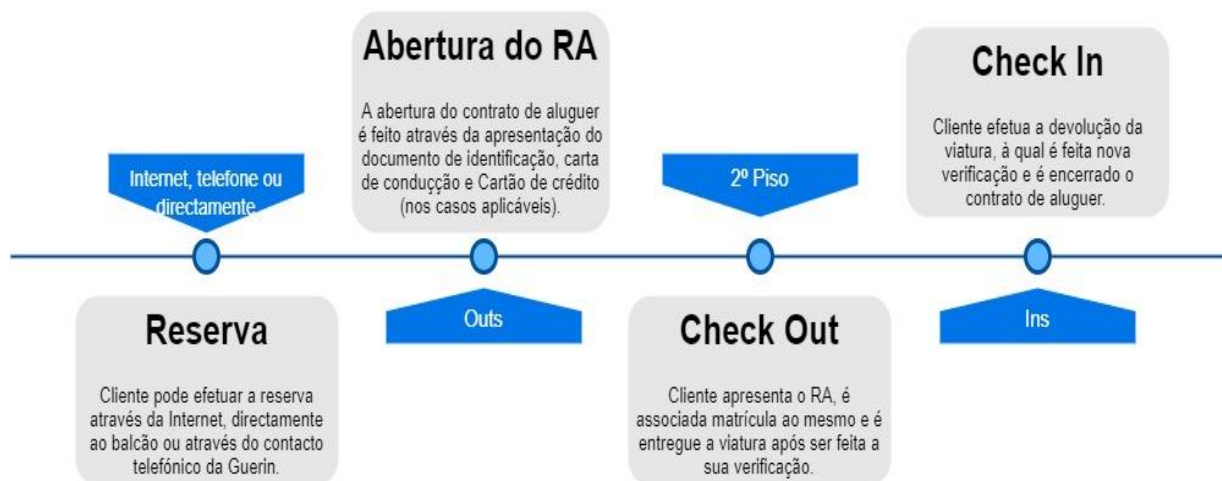 Internet, telefone ou
directamente
Reserva
Cliente pode efetuar a reserva
através da Internet, directamente
ao balcão ou através do contacto
telefónico da Guerin.
Abertura do RA
A abertura do contrato de aluguer
é feito através da apresentação do
documento de identificação, carta
de conducção e Cartão de crédito
(nos casos aplicáveis).
Outs
2º Piso
Check Out
Cliente apresenta o RA, é
associada matrícula ao mesmo e é
entregue a viatura após ser feita a
sua verificação.
Check In
Cliente efetua a devolução da
viatura, à qual é feita nova
verificação e é encerrado o
contrato de aluguer.
Ins